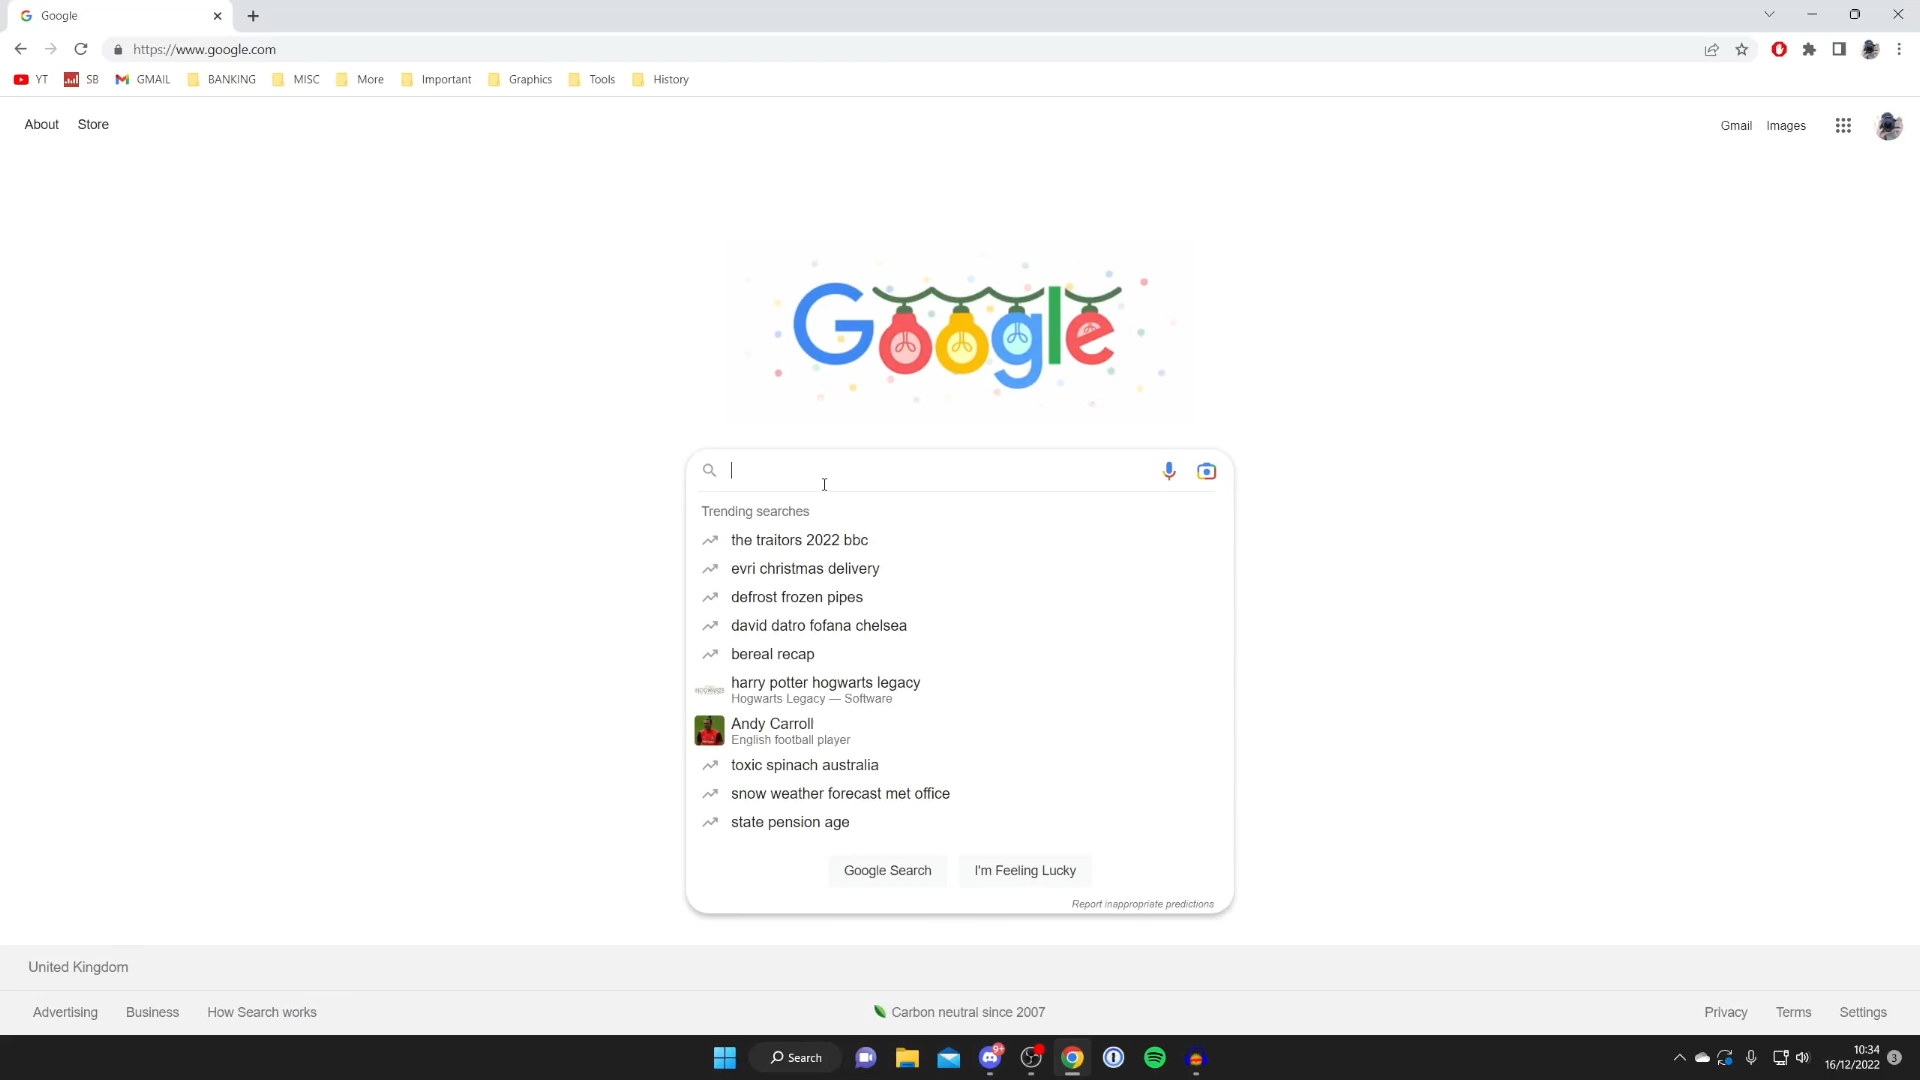 Google
https://www.google.com
YT SB GMAIL BANKING MISC More Important Graphics Tools History
About Store Gmail Images
Google
Trending searches
the traitors 2022 bbc
evri christmas delivery
defrost frozen pipes
david datro fofana chelsea
bereal recap
harry potter hogwarts legacy
Hogwarts Legacy — Software
Andy Carroll
English football player
toxic spinach australia
snow weather forecast met office
state pension age
Google Search I'm Feeling Lucky
Report inappropriate predictions
United Kingdom
Advertising Business How Search works Carbon neutral since 2007 Privacy Terms Settings
Search 9+ 10:34
16/12/2022 3